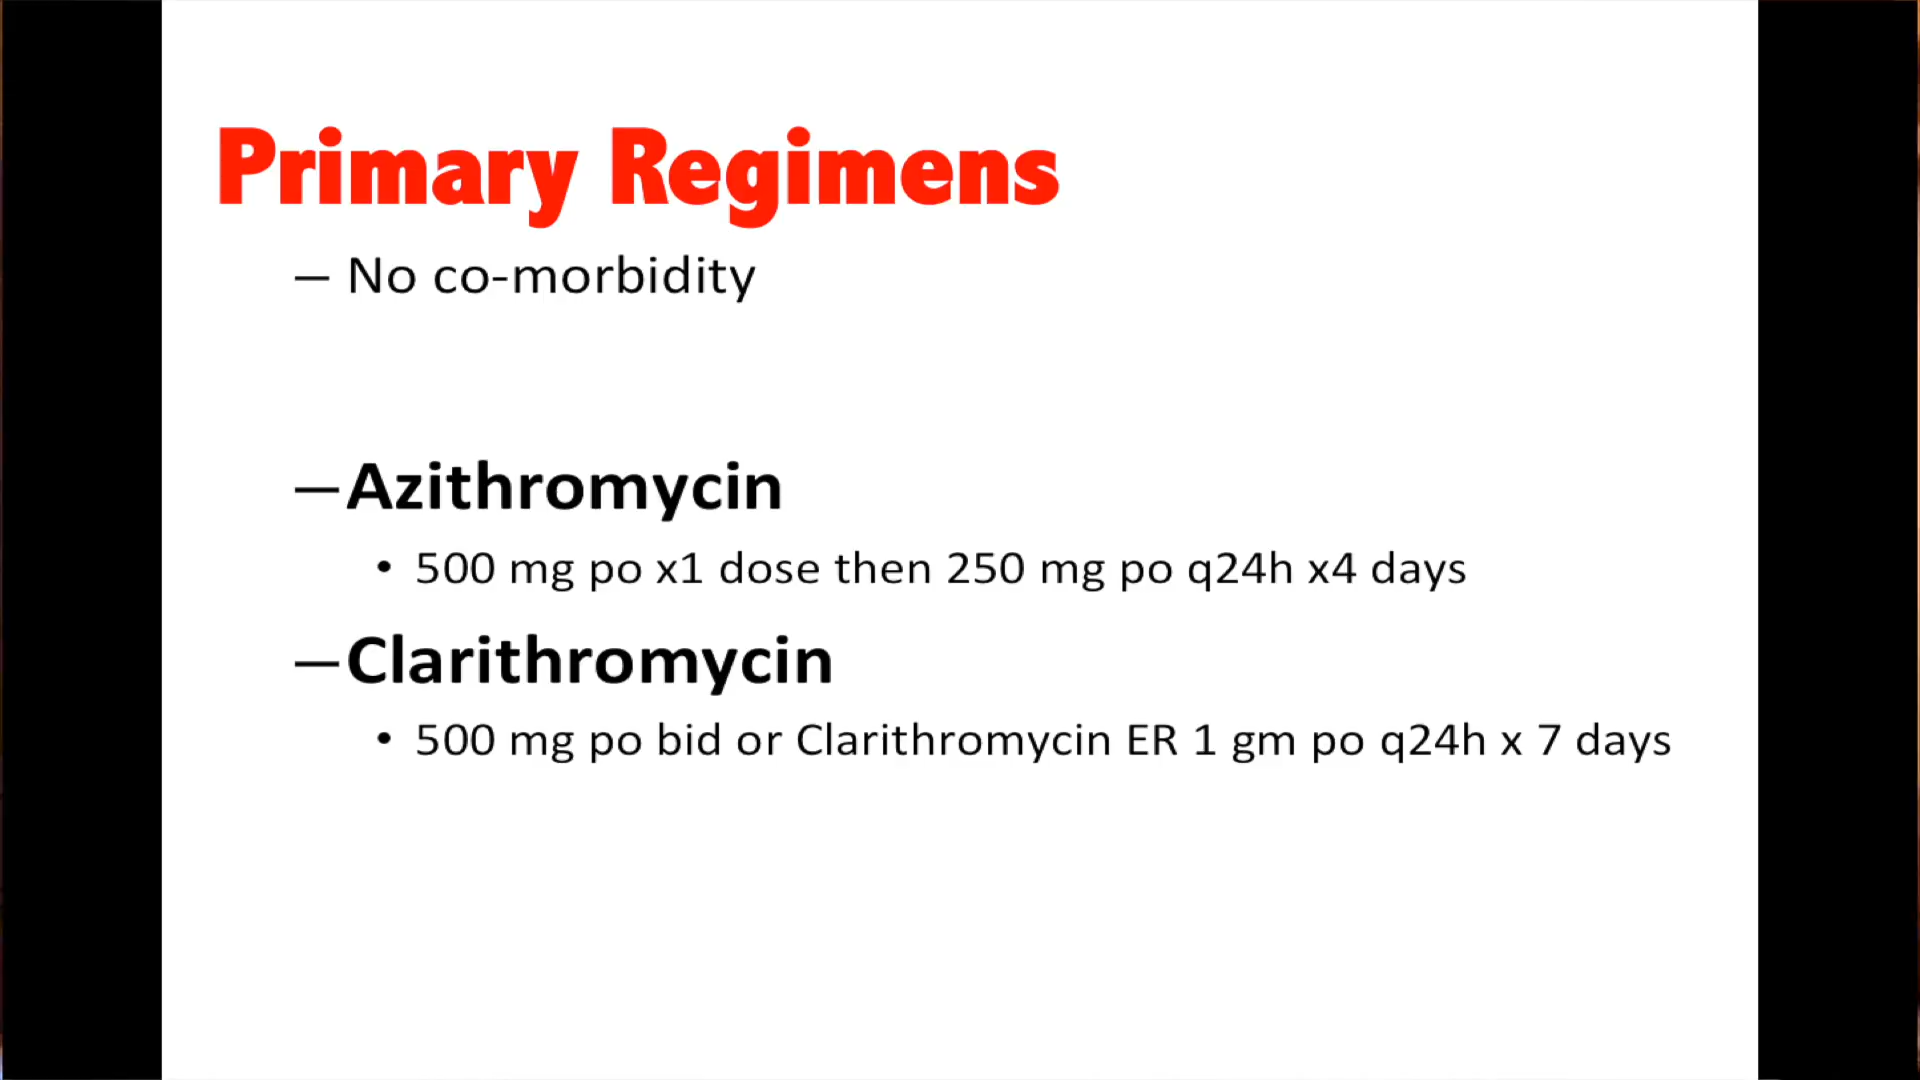 Primary Regimens
– No co-morbidity
–Azithromycin
• 500 mg po x1 dose then 250 mg po q24h x4 days
–Clarithromycin
• 500 mg po bid or Clarithromycin ER 1 gm po q24h x 7 days